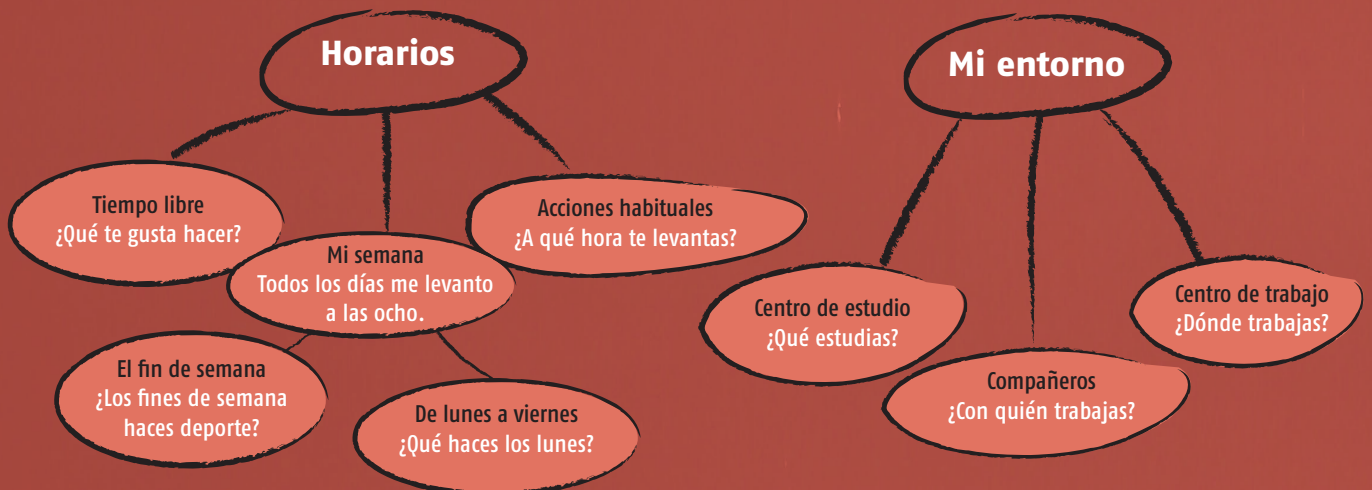 Horarios
Tiempo libre
¿Qué te gusta hacer?
Acciones habituales
¿A qué hora te levantas?
Mi semana
Todos los días me levanto
a las ocho.
El fin de semana
¿Los fines de semana
haces deporte?
De lunes a viernes
¿Qué haces los lunes?
Mi entorno
Centro de estudio
¿Qué estudias?
Compañeros
¿Con quién trabajas?
Centro de trabajo
¿Dónde trabajas?